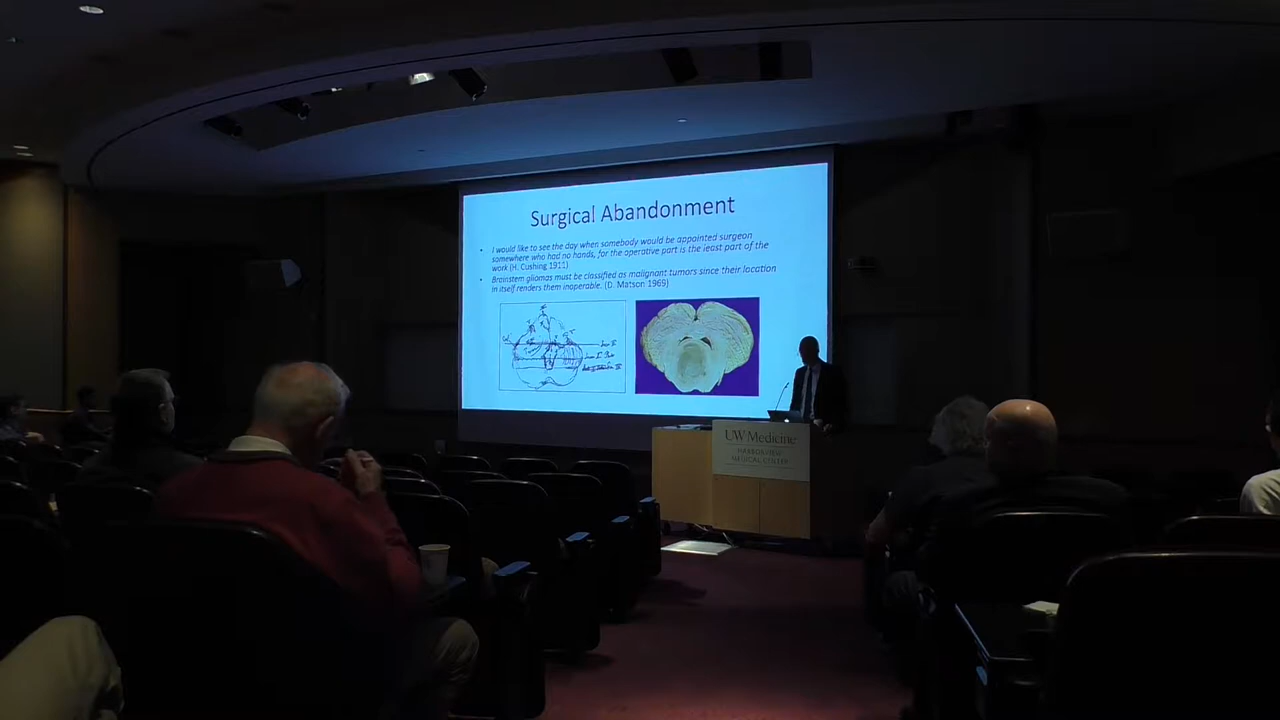 Surgical Abandonment
• I would like to see the day when somebody would be appointed surgeon
somewhere who had no hands, for the operative part is the least part of the
work (H. Cushing 1911)
• Brainstem gliomas must be classified as malignant tumors since their location
in itself renders them inoperable. (D. Matson 1969)
UW Medicine
HARBORVIEW
MEDICAL CENTER